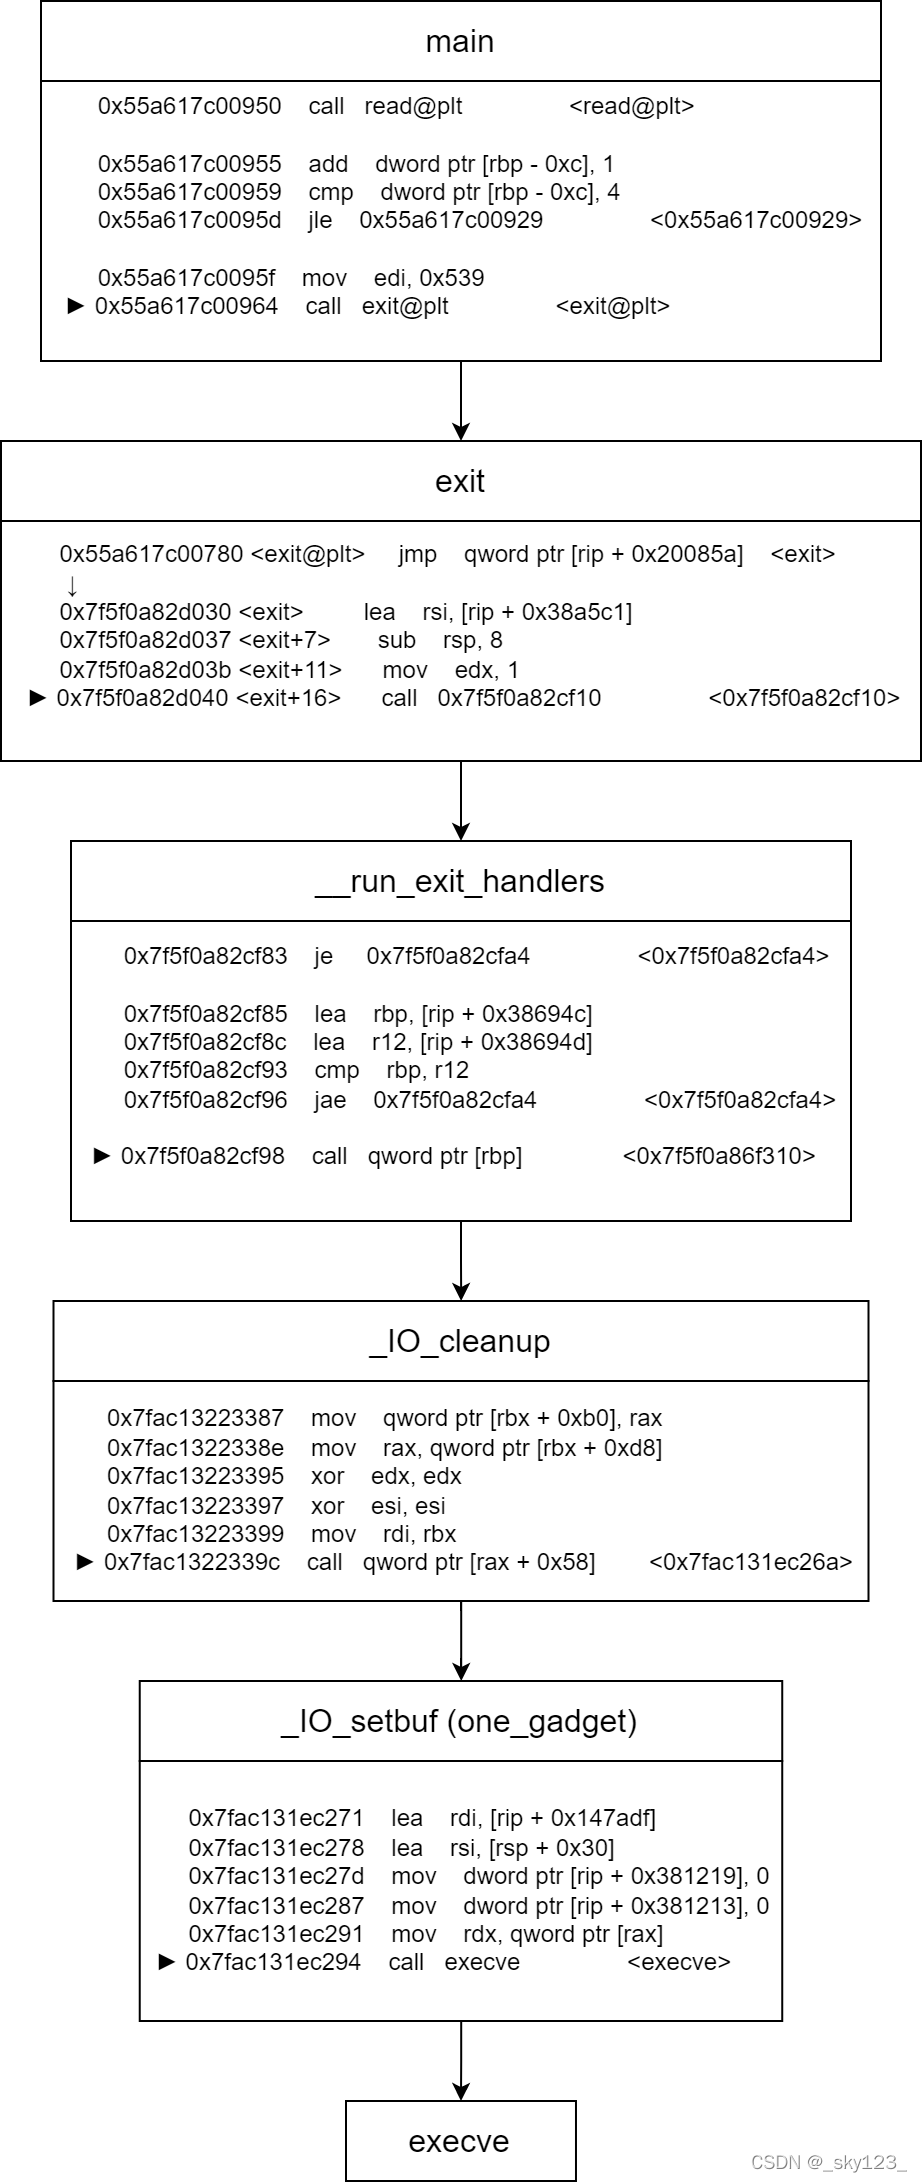 main
0x55a617c00950 call read@plt <read@plt>
0x55a617c00955 add dword ptr [rbp - 0xc], 1
0x55a617c00959 cmp dword ptr [rbp - 0xc], 4
0x55a617c0095d jle 0x55a617c00929 <0x55a617c00929>
0x55a617c0095f mov edi, 0x539
► 0x55a617c00964 call exit@plt <exit@plt>
exit
0x55a617c00780 <exit@plt> jmp qword ptr [rip + 0x20085a] <exit>
↓
0x7f5f0a82d030 <exit> lea rsi, [rip + 0x38a5c1]
0x7f5f0a82d037 <exit+7> sub rsp, 8
0x7f5f0a82d03b <exit+11> mov edx, 1
► 0x7f5f0a82d040 <exit+16> call 0x7f5f0a82cf10 <0x7f5f0a82cf10>
__run_exit_handlers
0x7f5f0a82cf83 je 0x7f5f0a82cfa4 <0x7f5f0a82cfa4>
0x7f5f0a82cf85 lea rbp, [rip + 0x38694c]
0x7f5f0a82cf8c lea r12, [rip + 0x38694d]
0x7f5f0a82cf93 cmp rbp, r12
0x7f5f0a82cf96 jae 0x7f5f0a82cfa4 <0x7f5f0a82cfa4>
► 0x7f5f0a82cf98 call qword ptr [rbp] <0x7f5f0a86f310>
_IO_cleanup
0x7fac13223387 mov qword ptr [rbx + 0xb0], rax
0x7fac1322338e mov rax, qword ptr [rbx + 0xd8]
0x7fac13223395 xor edx, edx
0x7fac13223397 xor esi, esi
0x7fac13223399 mov rdi, rbx
► 0x7fac1322339c call qword ptr [rax + 0x58] <0x7fac131ec26a>
_IO_setbuf (one_gadget)
0x7fac131ec271 lea rdi, [rip + 0x147adf]
0x7fac131ec278 lea rsi, [rsp + 0x30]
0x7fac131ec27d mov dword ptr [rip + 0x381219], 0
0x7fac131ec287 mov dword ptr [rip + 0x381213], 0
0x7fac131ec291 mov rdx, qword ptr [rax]
► 0x7fac131ec294 call execve <execve>
execve
CSDN @_sky123_